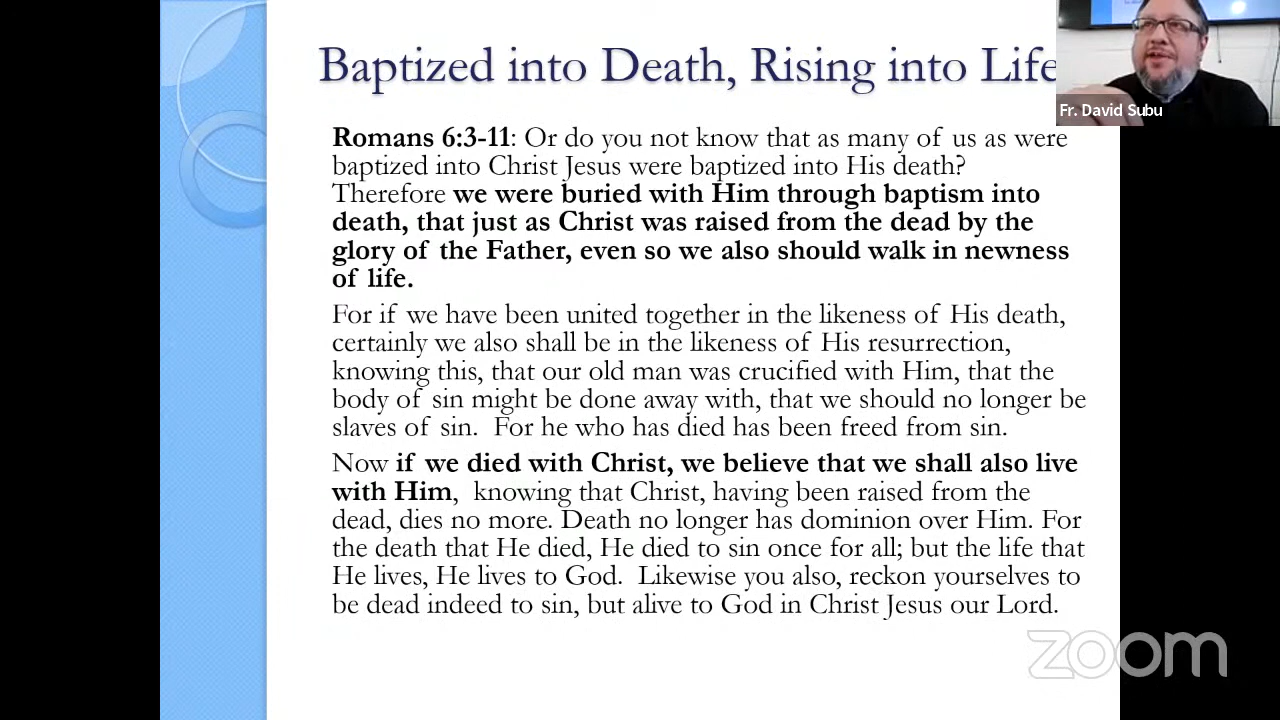 Baptized into Death, Rising into Life
Fr. David Subu
Romans 6:3-11: Or do you not know that as many of us as were
baptized into Christ Jesus were baptized into His death?
Therefore we were buried with Him through baptism into
death, that just as Christ was raised from the dead by the
glory of the Father, even so we also should walk in newness
of life.
For if we have been united together in the likeness of His death,
certainly we also shall be in the likeness of His resurrection,
knowing this, that our old man was crucified with Him, that the
body of sin might be done away with, that we should no longer be
slaves of sin.  For he who has died has been freed from sin.
Now if we died with Christ, we believe that we shall also live
with Him,  knowing that Christ, having been raised from the
dead, dies no more. Death no longer has dominion over Him. For
the death that He died, He died to sin once for all; but the life that
He lives, He lives to God.  Likewise you also, reckon yourselves to
be dead indeed to sin, but alive to God in Christ Jesus our Lord.
zoom